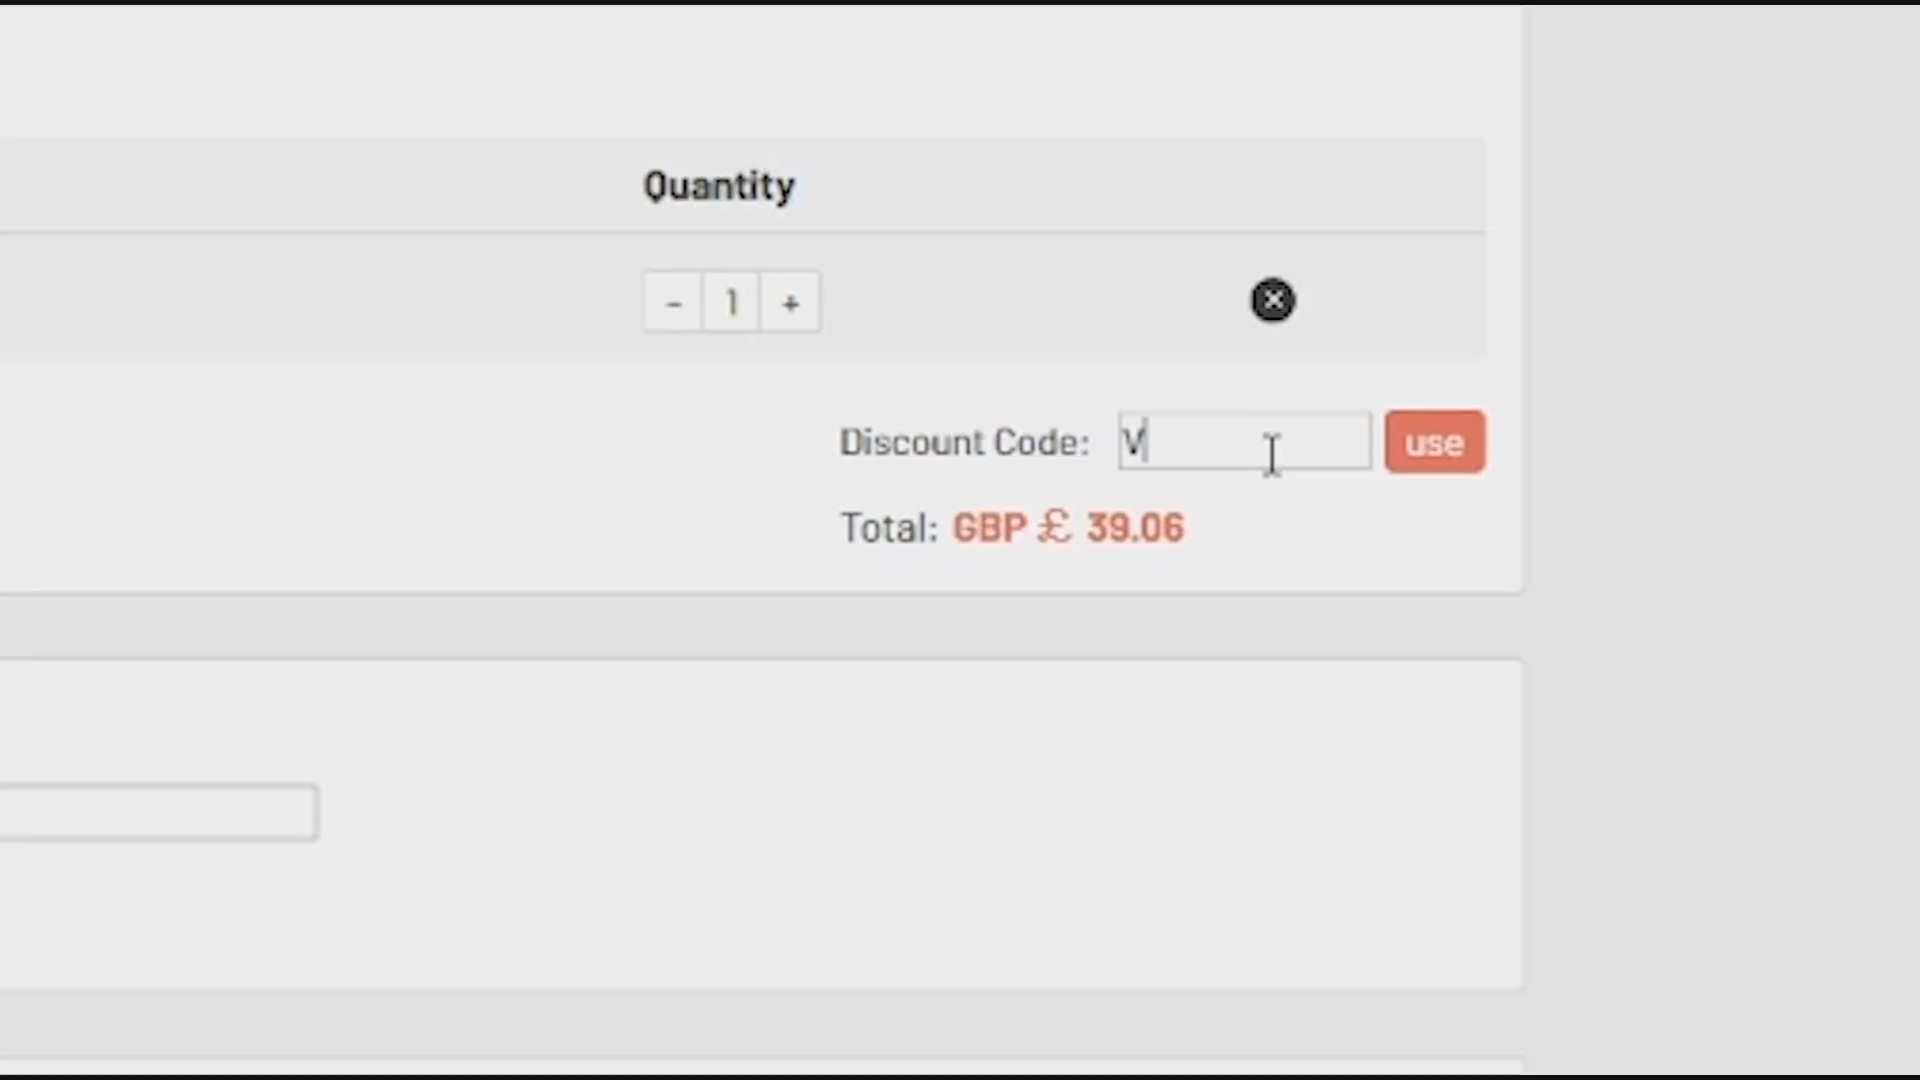 Quantity
- 1 +
Discount Code: V use
Total: GBP £ 39.06